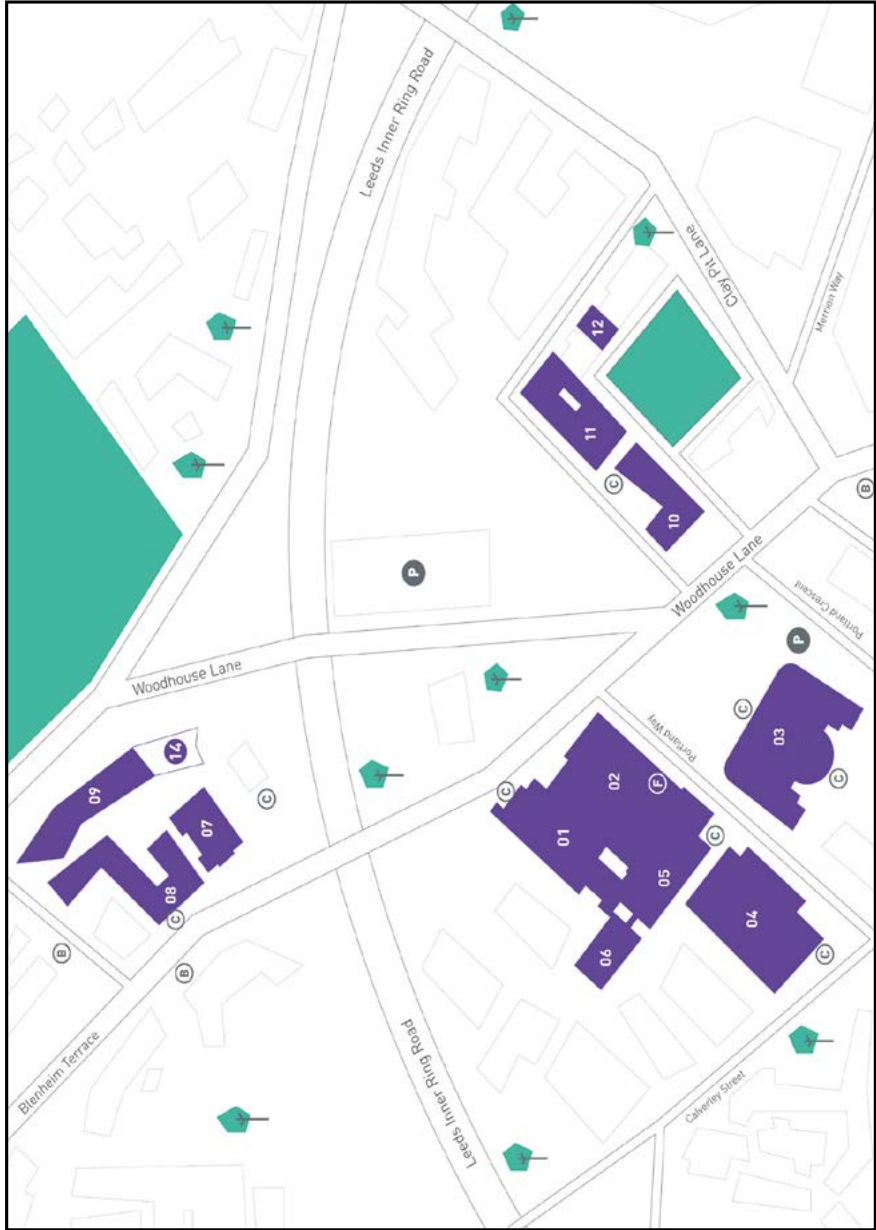 Leeds Inner Ring Road
Clay Pit Lane
Merrion Way
12
11
C
10
B
P
Woodhouse Lane
Woodhouse Lane
Portland Crescent
P
14
09
C
07
08
C
B
B
Blenheim Terrace
C
01
02
F
Portland Way
C
03
C
C
05
06
04
C
Leeds Inner Ring Road
Calverley Street